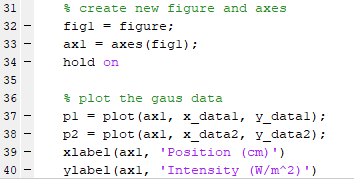 31 % create new figure and axes
32 - fig1 = figure;
33 - ax1 = axes(fig1);
34 - hold on
35
36 % plot the gaus data
37 - p1 = plot(ax1, x_data1, y_data1);
38 - p2 = plot(ax1, x_data2, y_data2);
39 - xlabel(ax1, 'Position (cm)')
40 - ylabel(ax1, 'Intensity (W/m^2)')